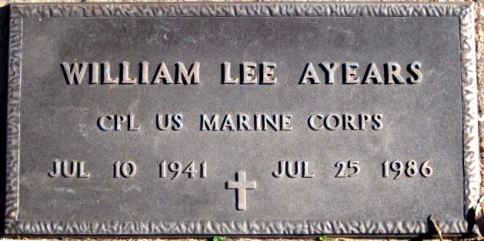 WILLIAM LEE AYEARS
CPL US MARINE CORPS
JUL 10 1941 JUL 25 1986